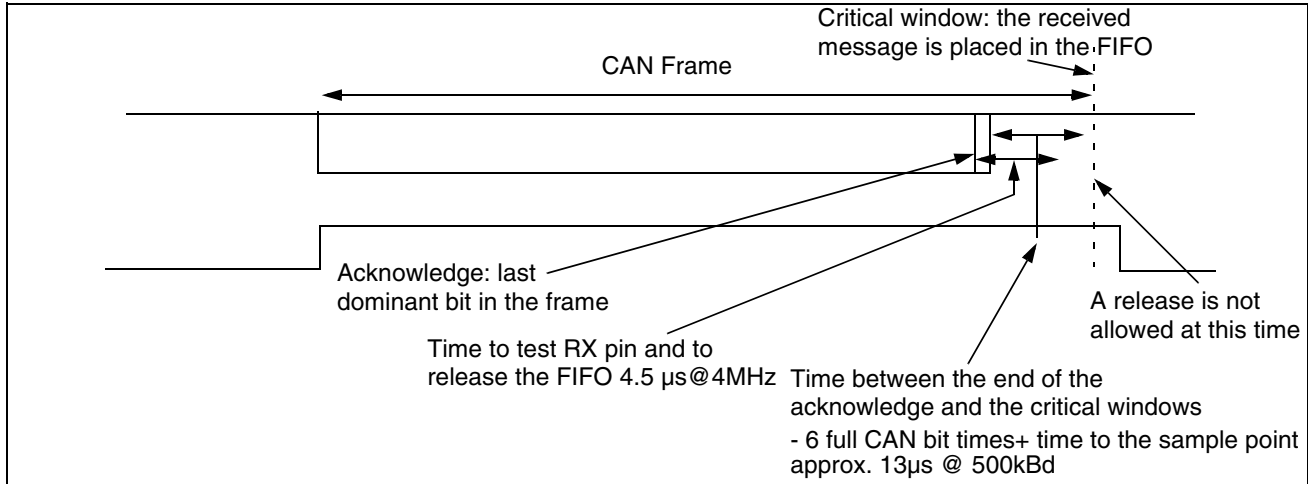 Critical window: the received
message is placed in the FIFO
CAN Frame
Acknowledge: last
dominant bit in the frame
A release is not
allowed at this time
Time to test RX pin and to
release the FIFO 4.5 µs@4MHz
Time between the end of the
acknowledge and the critical windows
- 6 full CAN bit times+ time to the sample point
approx. 13µs @ 500kBd